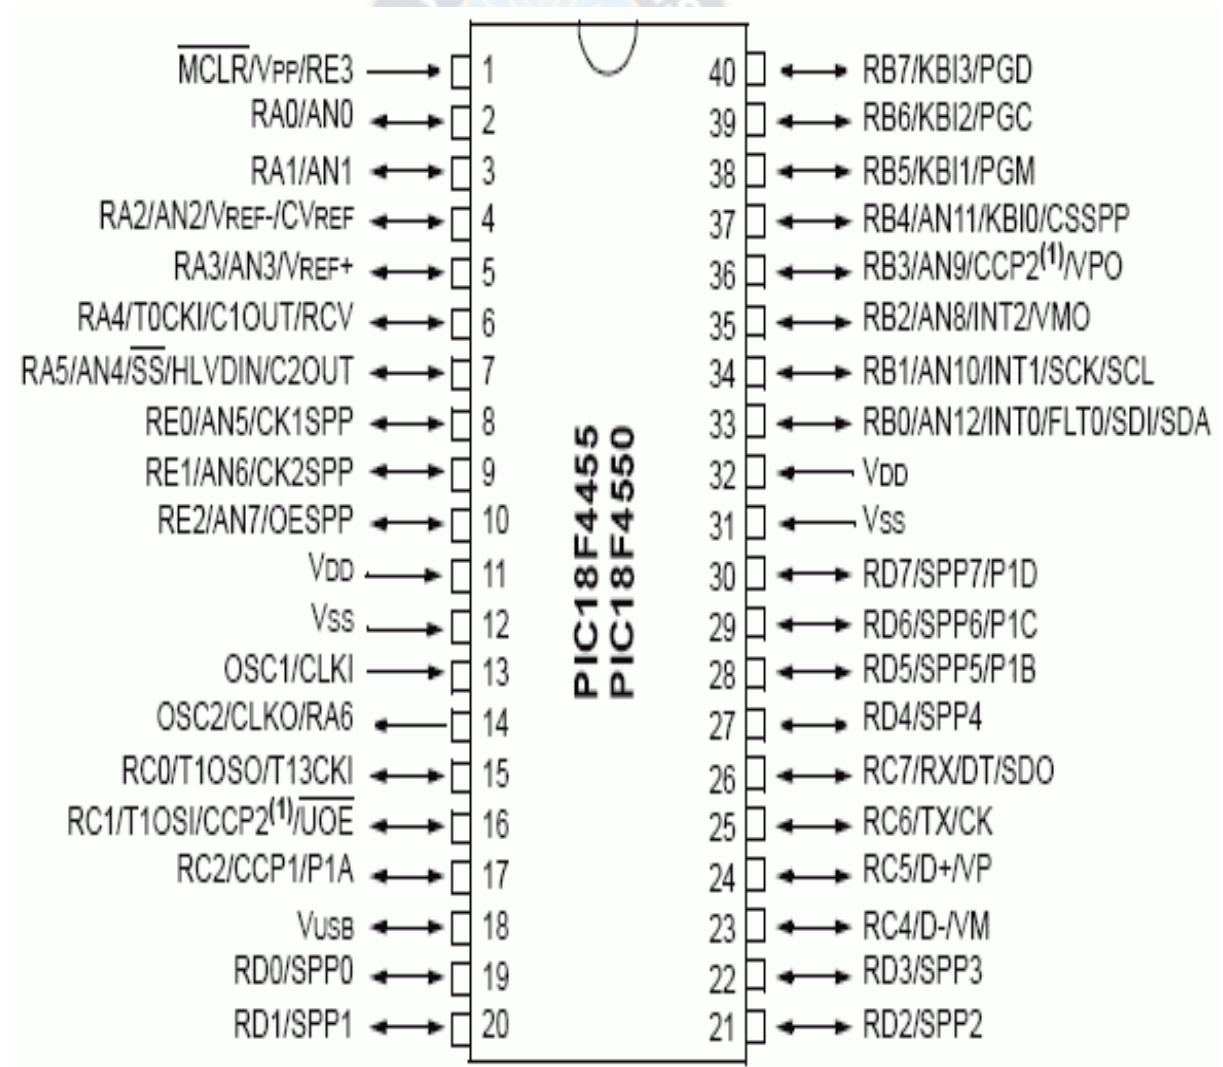 MCLR/VPP/RE3 1 40 RB7/KBI3/PGD
RA0/AN0 2 39 RB6/KBI2/PGC
RA1/AN1 3 38 RB5/KBI1/PGM
RA2/AN2/VREF-/CVREF 4 37 RB4/AN11/KBI0/CSSPP
RA3/AN3/VREF+ 5 36 RB3/AN9/CCP2(1)/VPO
RA4/T0CKI/C1OUT/RCV 6 35 RB2/AN8/INT2/VMO
RA5/AN4/SS/HLVDIN/C2OUT 7 34 RB1/AN10/INT1/SCK/SCL
RE0/AN5/CK1SPP 8 33 RB0/AN12/INT0/FLT0/SDI/SDA
RE1/AN6/CK2SPP 9 32 VDD
RE2/AN7/OESPP 10 31 VSS
VDD 11 30 RD7/SPP7/P1D
VSS 12 29 RD6/SPP6/P1C
OSC1/CLKI 13 28 RD5/SPP5/P1B
OSC2/CLKO/RA6 14 27 RD4/SPP4
RC0/T1OSO/T13CKI 15 26 RC7/RX/DT/SDO
RC1/T1OSI/CCP2(1)/UOE 16 25 RC6/TX/CK
RC2/CCP1/P1A 17 24 RC5/D+/VP
VUSB 18 23 RC4/D-/VM
RD0/SPP0 19 22 RD3/SPP3
RD1/SPP1 20 21 RD2/SPP2
PIC18F4455
PIC18F4550